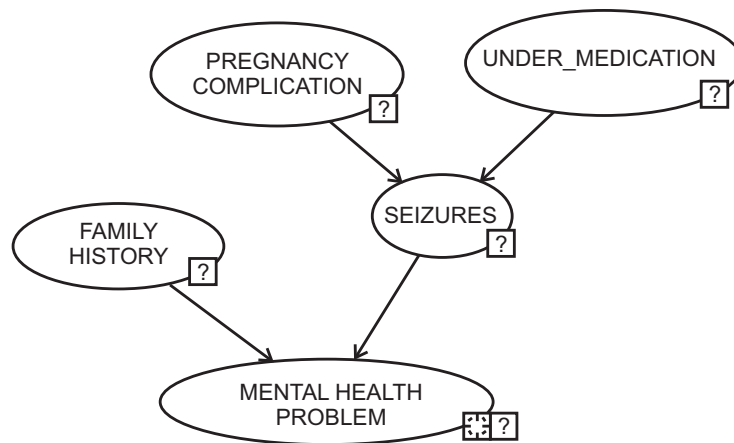 PREGNANCY
COMPLICATION
?
UNDER_MEDICATION
?
SEIZURES
?
FAMILY
HISTORY
?
MENTAL HEALTH
PROBLEM
?